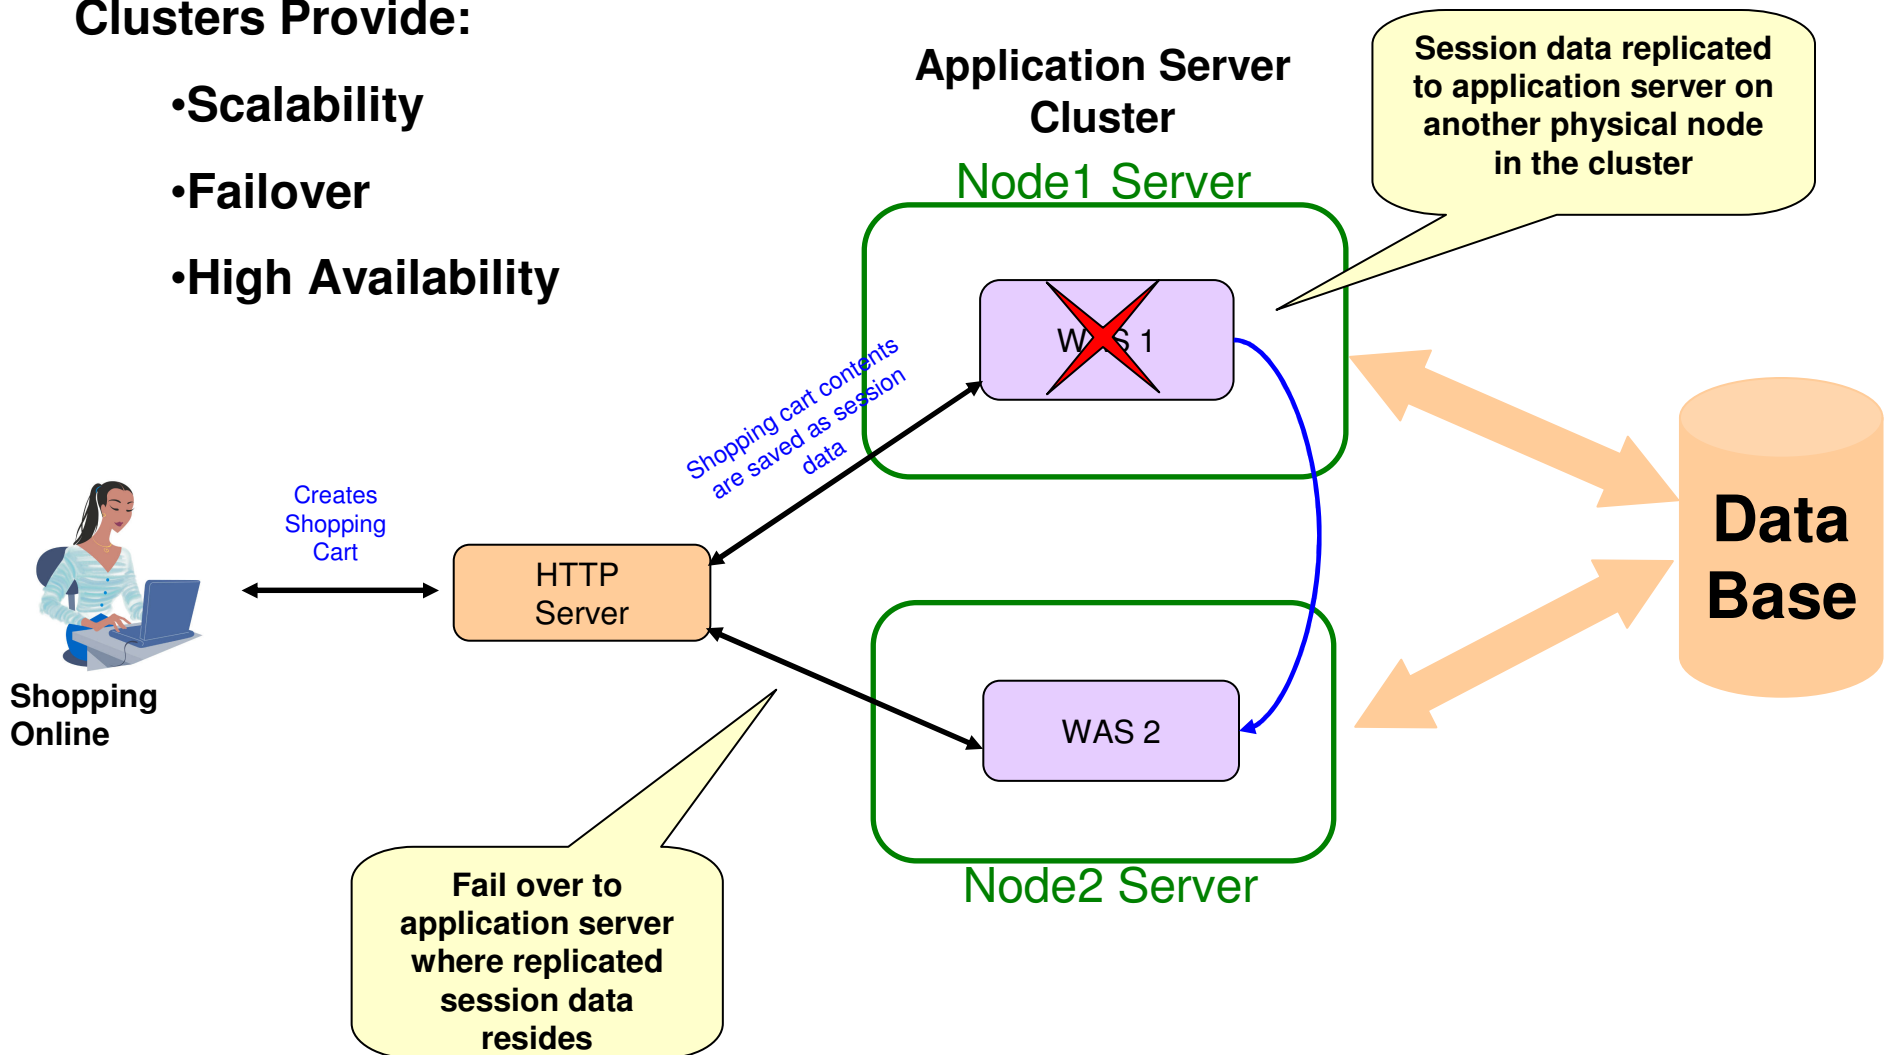 Clusters Provide:
•Scalability
•Failover
•High Availability
Application Server
Cluster
Session data replicated
to application server on
another physical node
in the cluster
Node1 Server
WAS 1
Shopping cart contents
are saved as session
data
Creates
Shopping
Cart
HTTP
Server
Shopping
Online
Data
Base
WAS 2
Node2 Server
Fail over to
application server
where replicated
session data
resides